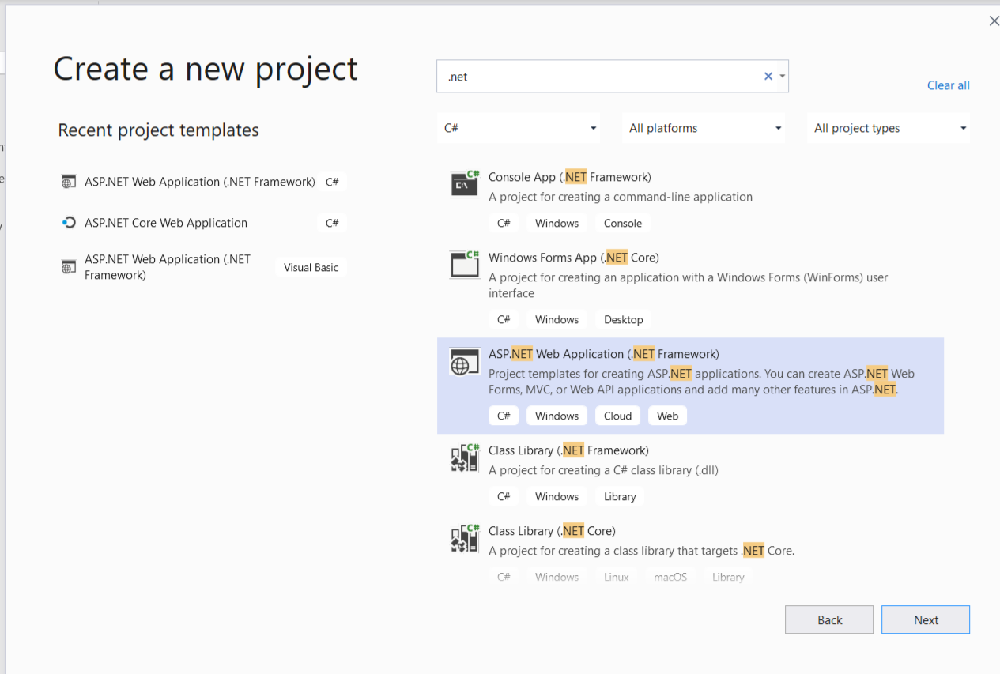 Create a new project
.net
Clear all
Recent project templates
C#
All platforms
All project types
ASP.NET Web Application (.NET Framework)
C#
ASP.NET Core Web Application
C#
ASP.NET Web Application (.NET
Framework)
Visual Basic
Console App (.NET Framework)
A project for creating a command-line application
C# Windows Console
Windows Forms App (.NET Core)
A project for creating an application with a Windows Forms (WinForms) user
interface
C# Windows Desktop
ASP.NET Web Application (.NET Framework)
Project templates for creating ASP.NET applications. You can create ASP.NET Web
Forms, MVC, or Web API applications and add many other features in ASP.NET.
C# Windows Cloud Web
C#
Class Library (.NET Framework)
A project for creating a C# class library (.dll)
C# Windows Library
C#
Class Library (.NET Core)
A project for creating a class library that targets .NET Core.
C# Windows Linux macOS Library
Back
Next